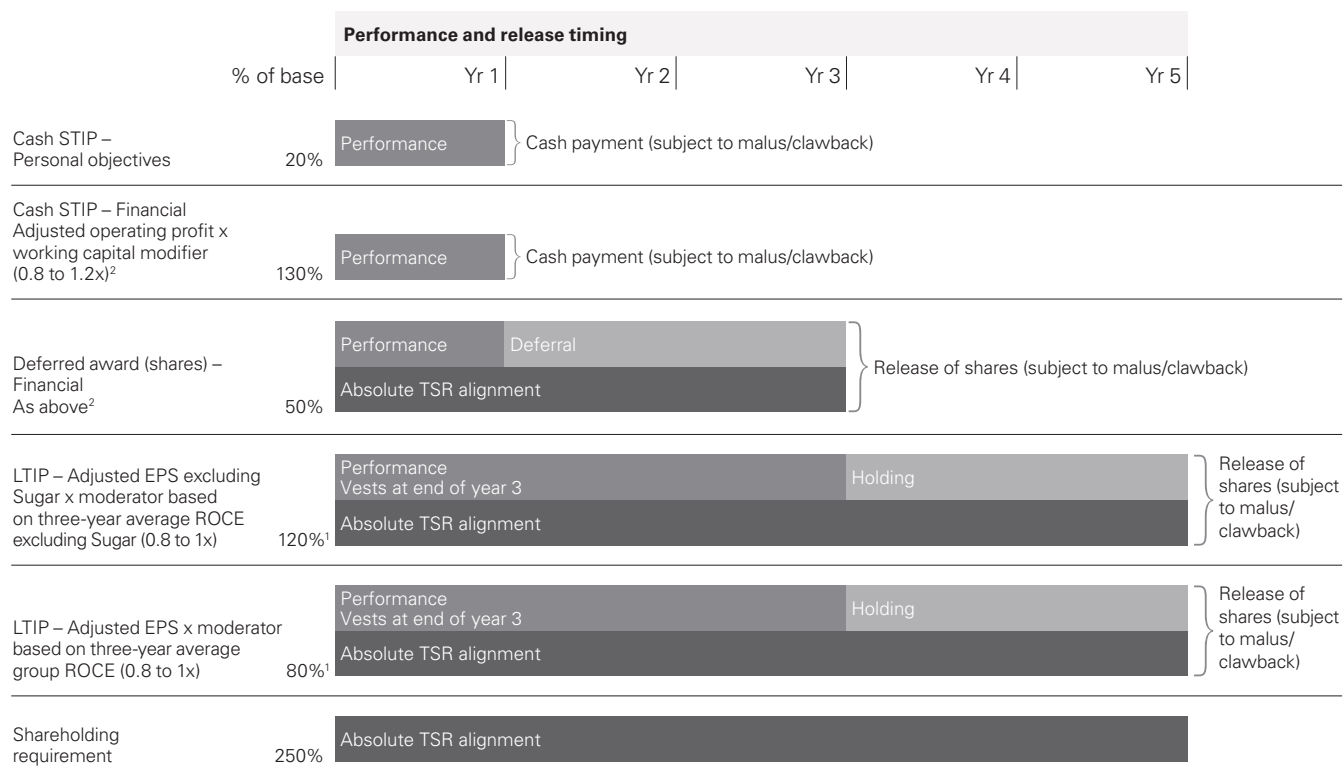 Performance and release timing
% of base Yr 1 Yr 2 Yr 3 Yr 4 Yr 5
Cash STIP –
Personal objectives 20%
Performance
Cash payment (subject to malus/clawback)
Cash STIP – Financial
Adjusted operating profit x
working capital modifier
(0.8 to 1.2x)² 130%
Performance
Cash payment (subject to malus/clawback)
Deferred award (shares) –
Financial
As above² 50%
Performance
Deferral
Absolute TSR alignment
Release of shares (subject to malus/clawback)
LTIP – Adjusted EPS excluding
Sugar x moderator based
on three-year average ROCE
excluding Sugar (0.8 to 1x) 120%¹
Performance
Vests at end of year 3
Holding
Absolute TSR alignment
Release of
shares (subject
to malus/
clawback)
LTIP – Adjusted EPS x moderator
based on three-year average
group ROCE (0.8 to 1x) 80%¹
Performance
Vests at end of year 3
Holding
Absolute TSR alignment
Release of
shares (subject
to malus/
clawback)
Shareholding
requirement 250%
Absolute TSR alignment